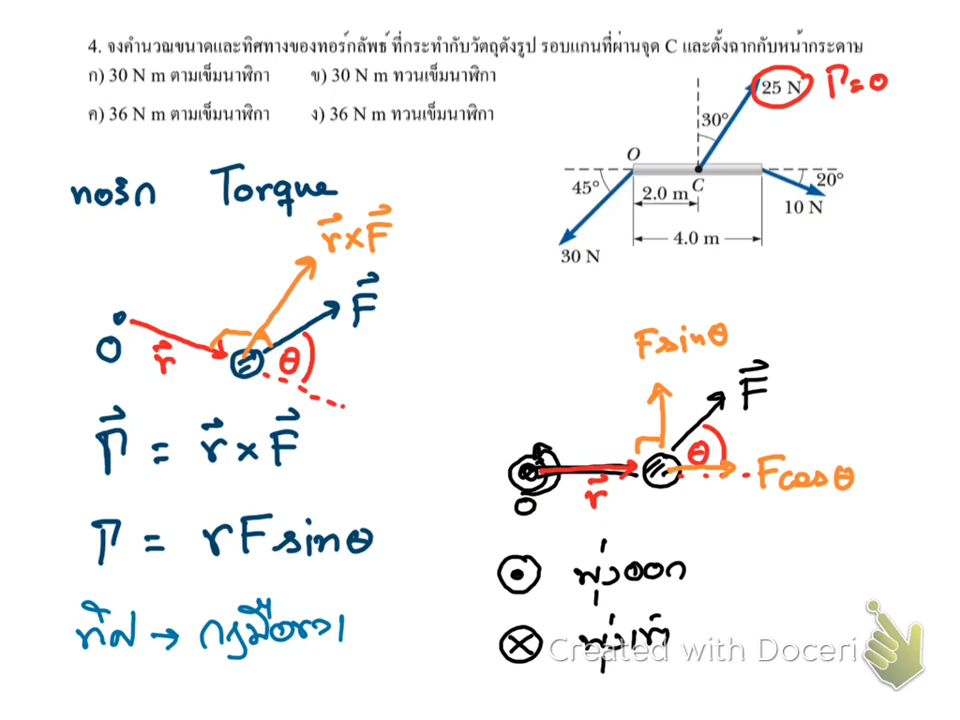 4. จงคำนวณขนาดและทิศทางของทอร์กลัพธ์ ที่กระทำกับวัตถุดังรูป รอบแกนที่ผ่านจุด C และตั้งฉากกับหน้ากระดาษ
ก) 30 N m ตามเข็มนาฬิกา ข) 30 N m ทวนเข็มนาฬิกา
ค) 36 N m ตามเข็มนาฬิกา ง) 36 N m ทวนเข็มนาฬิกา
25 N Γ = 0
30°
O
45° C 20°
2.0 m
10 N
4.0 m
30 N
ทอร์ก Torque
r⃗ x F⃗
F⃗
O r⃗ θ
Γ⃗ = r⃗ x F⃗
Γ = rFsinθ
ทิศ → กฎมือขวา
Fsinθ
F⃗
θ
O r⃗ Fcosθ
พุ่งออก
พุ่งเข้า
Created with Doceri